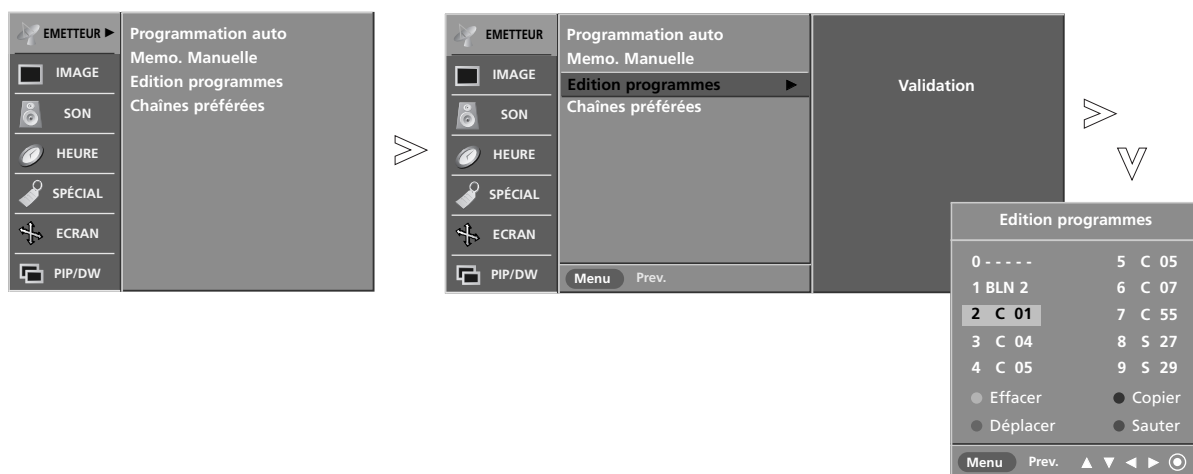 EMETTEUR ►
IMAGE
SON
HEURE
SPÉCIAL
ECRAN
PIP/DW
Programmation auto
Memo. Manuelle
Edition programmes
Chaînes préférées
EMETTEUR
IMAGE
SON
HEURE
SPÉCIAL
ECRAN
PIP/DW
Programmation auto
Memo. Manuelle
Edition programmes ►
Chaînes préférées
Menu Prev.
Validation
Edition programmes
0 - - - - - 5 C 05
1 BLN 2 6 C 07
2 C 01 7 C 55
3 C 04 8 S 27
4 C 05 9 S 29
Effacer Copier
Déplacer Sauter
Menu Prev. ▲ ▼ ◄ ►